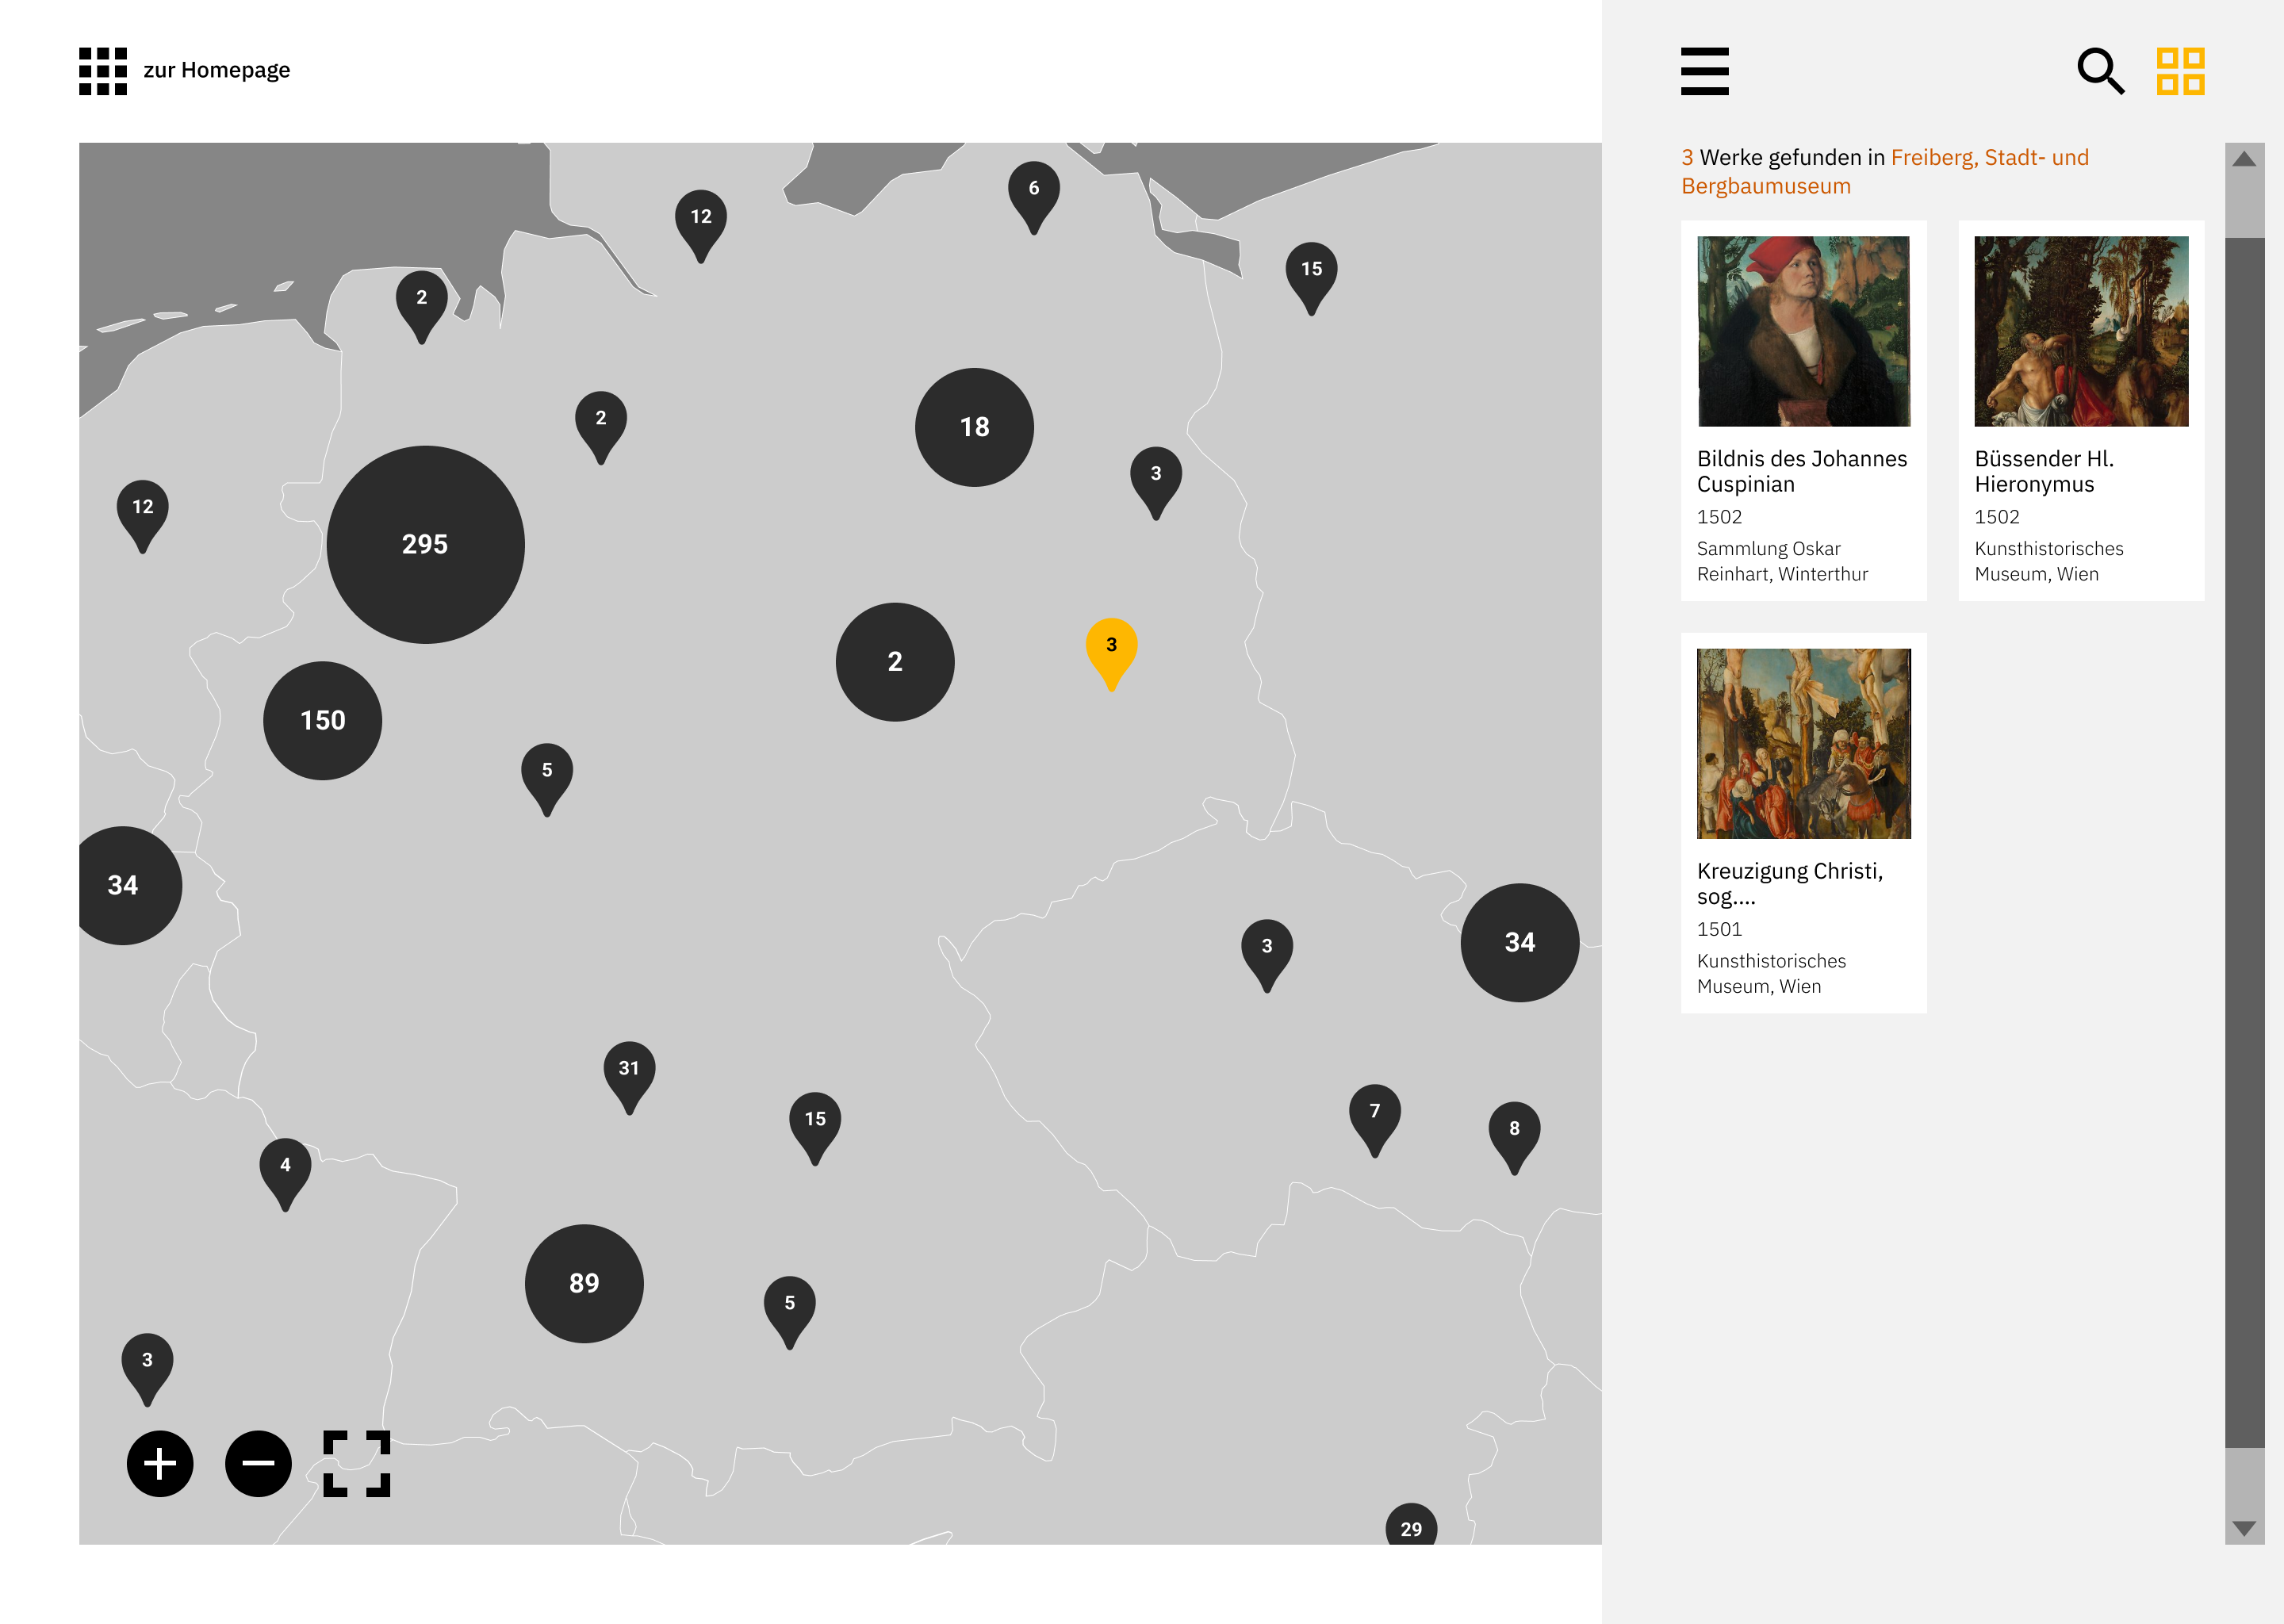 zur Homepage
6
12
15
2
2
18
3
12
295
3
2
150
5
34
34
3
31
7
15
8
4
89
5
3
29
3 Werke gefunden in Freiberg, Stadt- und
Bergbaumuseum
Bildnis des Johannes
Cuspinian
1502
Sammlung Oskar
Reinhart, Winterthur
Büssender Hl.
Hieronymus
1502
Kunsthistorisches
Museum, Wien
Kreuzigung Christi,
sog....
1501
Kunsthistorisches
Museum, Wien